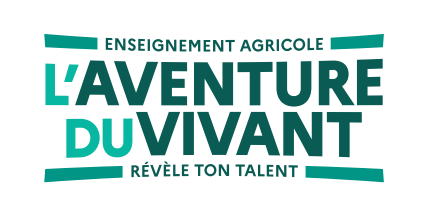 ENSEIGNEMENT AGRICOLE
L'AVENTURE
DU VIVANT
RÉVÈLE TON TALENT